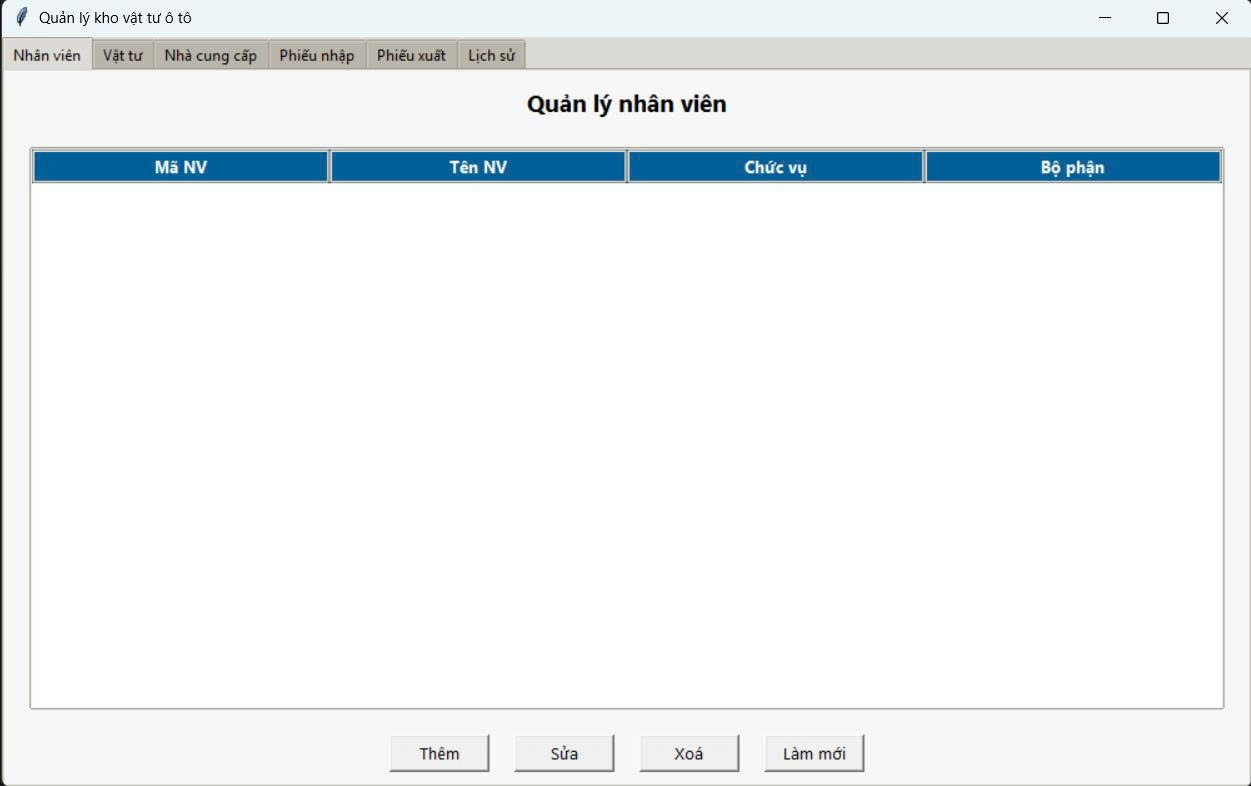 Quản lý kho vật tư ô tô
Nhân viên Vật tư Nhà cung cấp Phiếu nhập Phiếu xuất Lịch sử
Quản lý nhân viên
Mã NV Tên NV Chức vụ Bộ phận
Thêm Sửa Xoá Làm mới